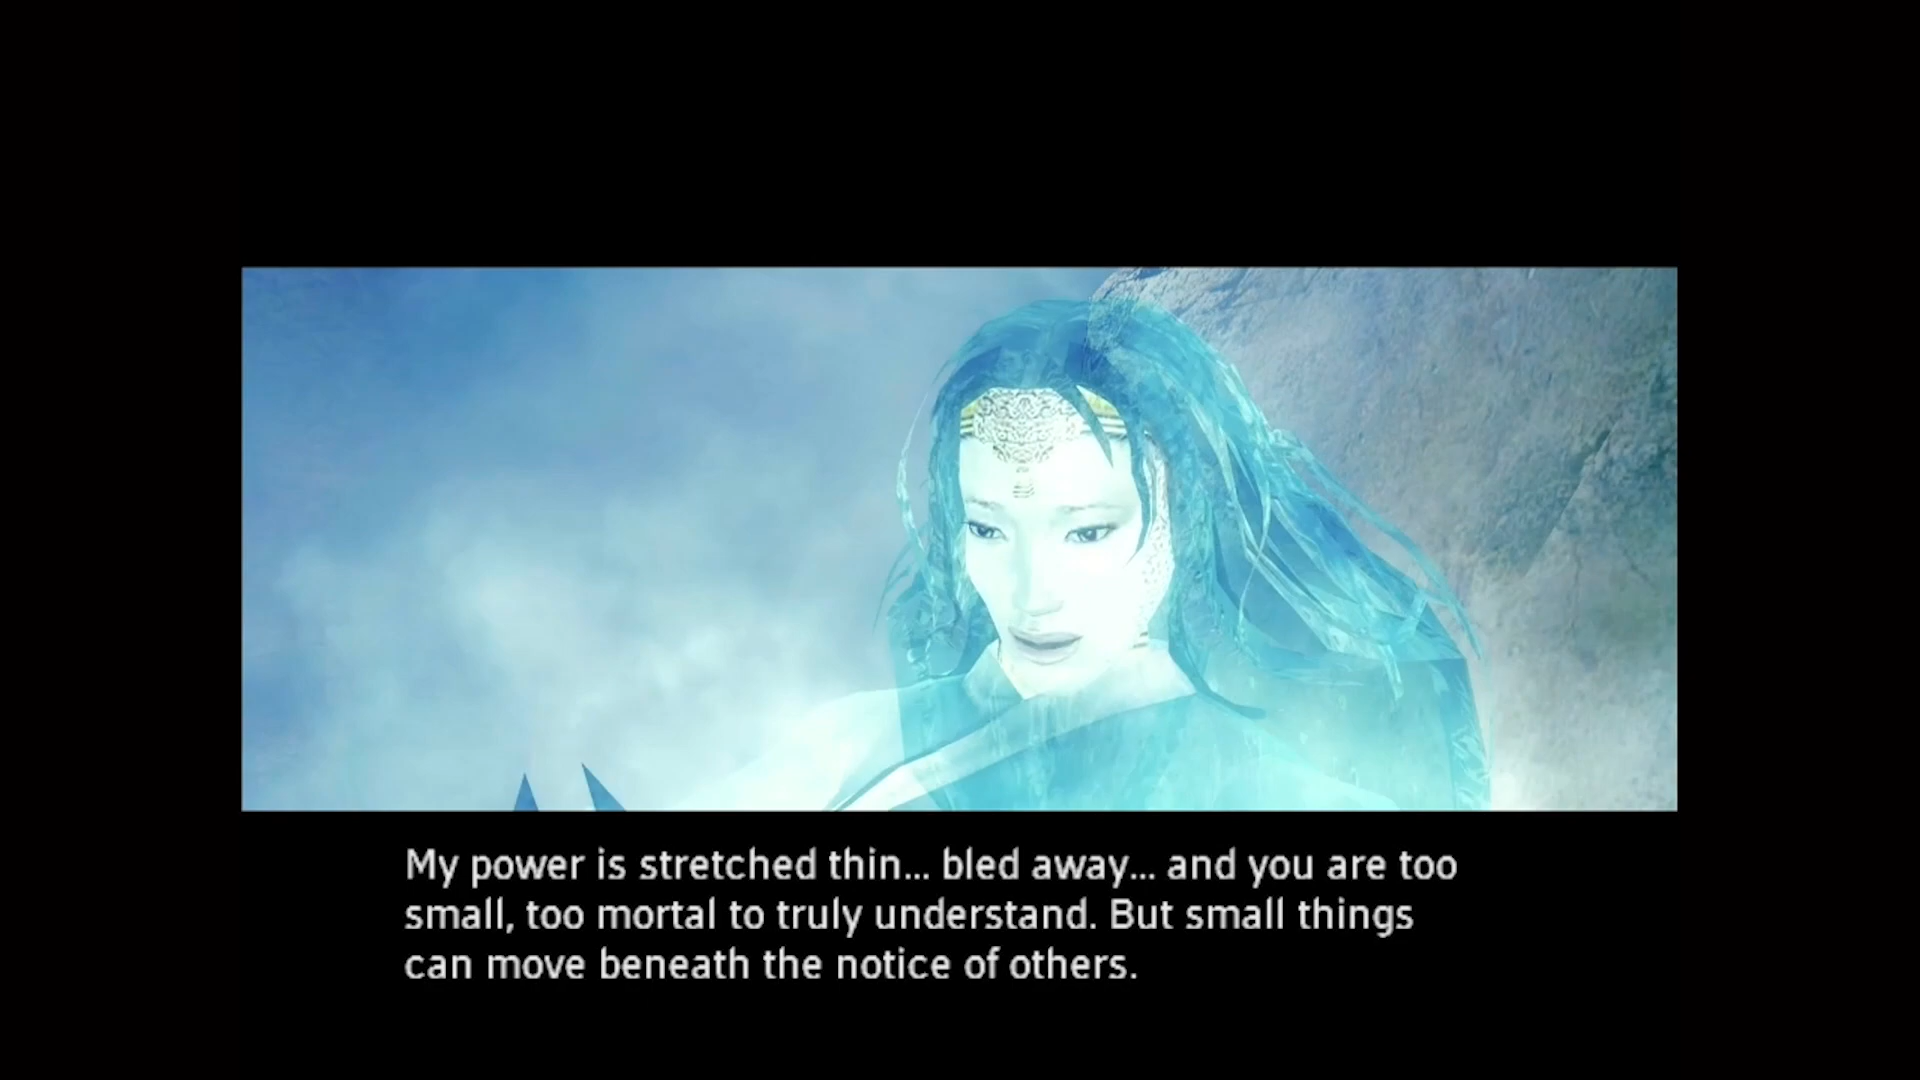 My power is stretched thin... bled away... and you are too
small, too mortal to truly understand. But small things
can move beneath the notice of others.